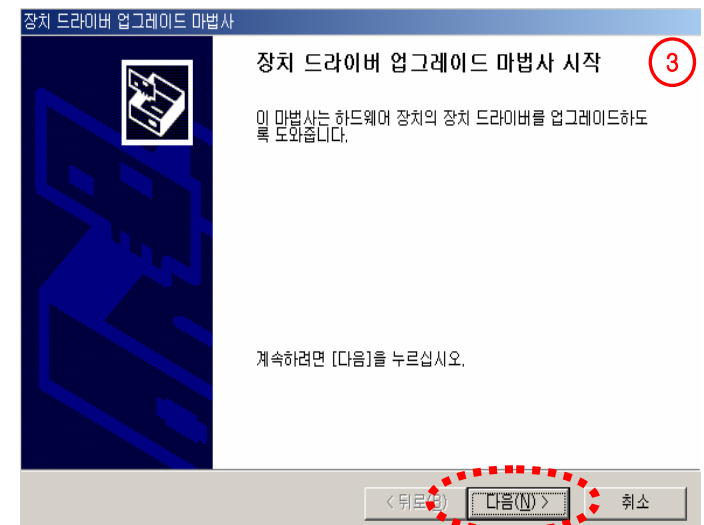 장치 드라이버 업그레이드 마법사
장치 드라이버 업그레이드 마법사 시작
3
이 마법사는 하드웨어 장치의 장치 드라이버를 업그레이드하도
록 도와줍니다.
계속하려면 [다음]을 누르십시오.
< 뒤로(B) 다음(N) > 취소